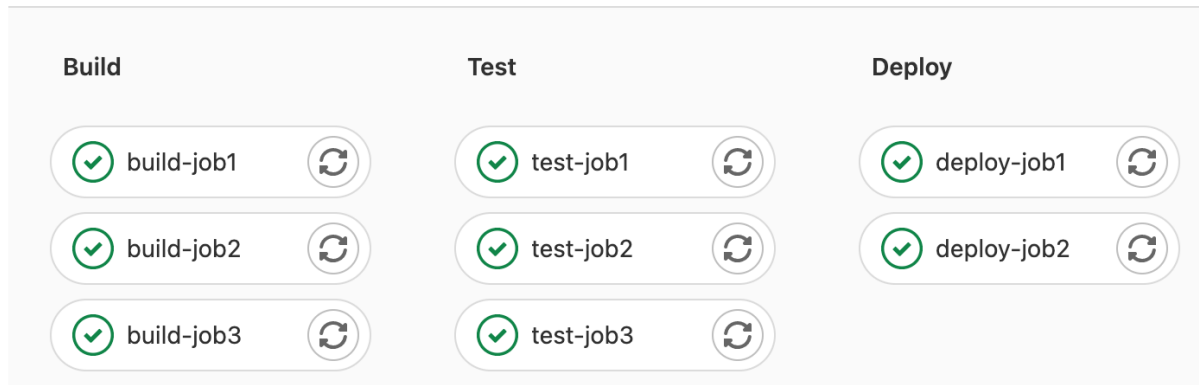 Build
build-job1
build-job2
build-job3
Test
test-job1
test-job2
test-job3
Deploy
deploy-job1
deploy-job2